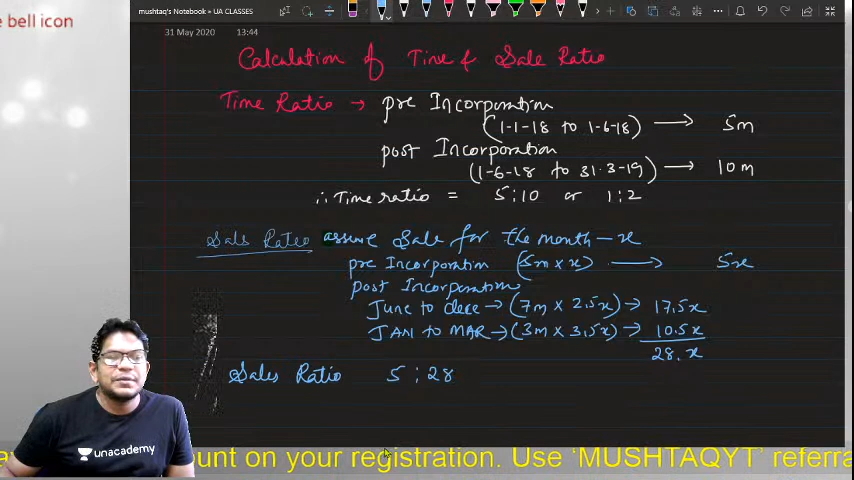 e bell icon
mushtaq's Notebook » UA CLASSES
31 May 2020 13:44
Calculation of Time & Sale Ratio
Time Ratio → pre Incorporation
(1-1-18 to 1-6-18) → 5m
post Incorporation
(1-6-18 to 31-3-19) → 10m
∴ Time ratio = 5:10 or 1:2
Sals Ratio assume Sale for the month – x
pre Incorporation (5m × x) → 5x
post Incorporation
June to dece → (7m × 2.5x) → 17.5x
JAN to MAR → (3m × 3.5x) → 10.5x
28.x
Sales Ratio 5 : 28
unacademy
ount on your registration. Use 'MUSHTAQYT' referra